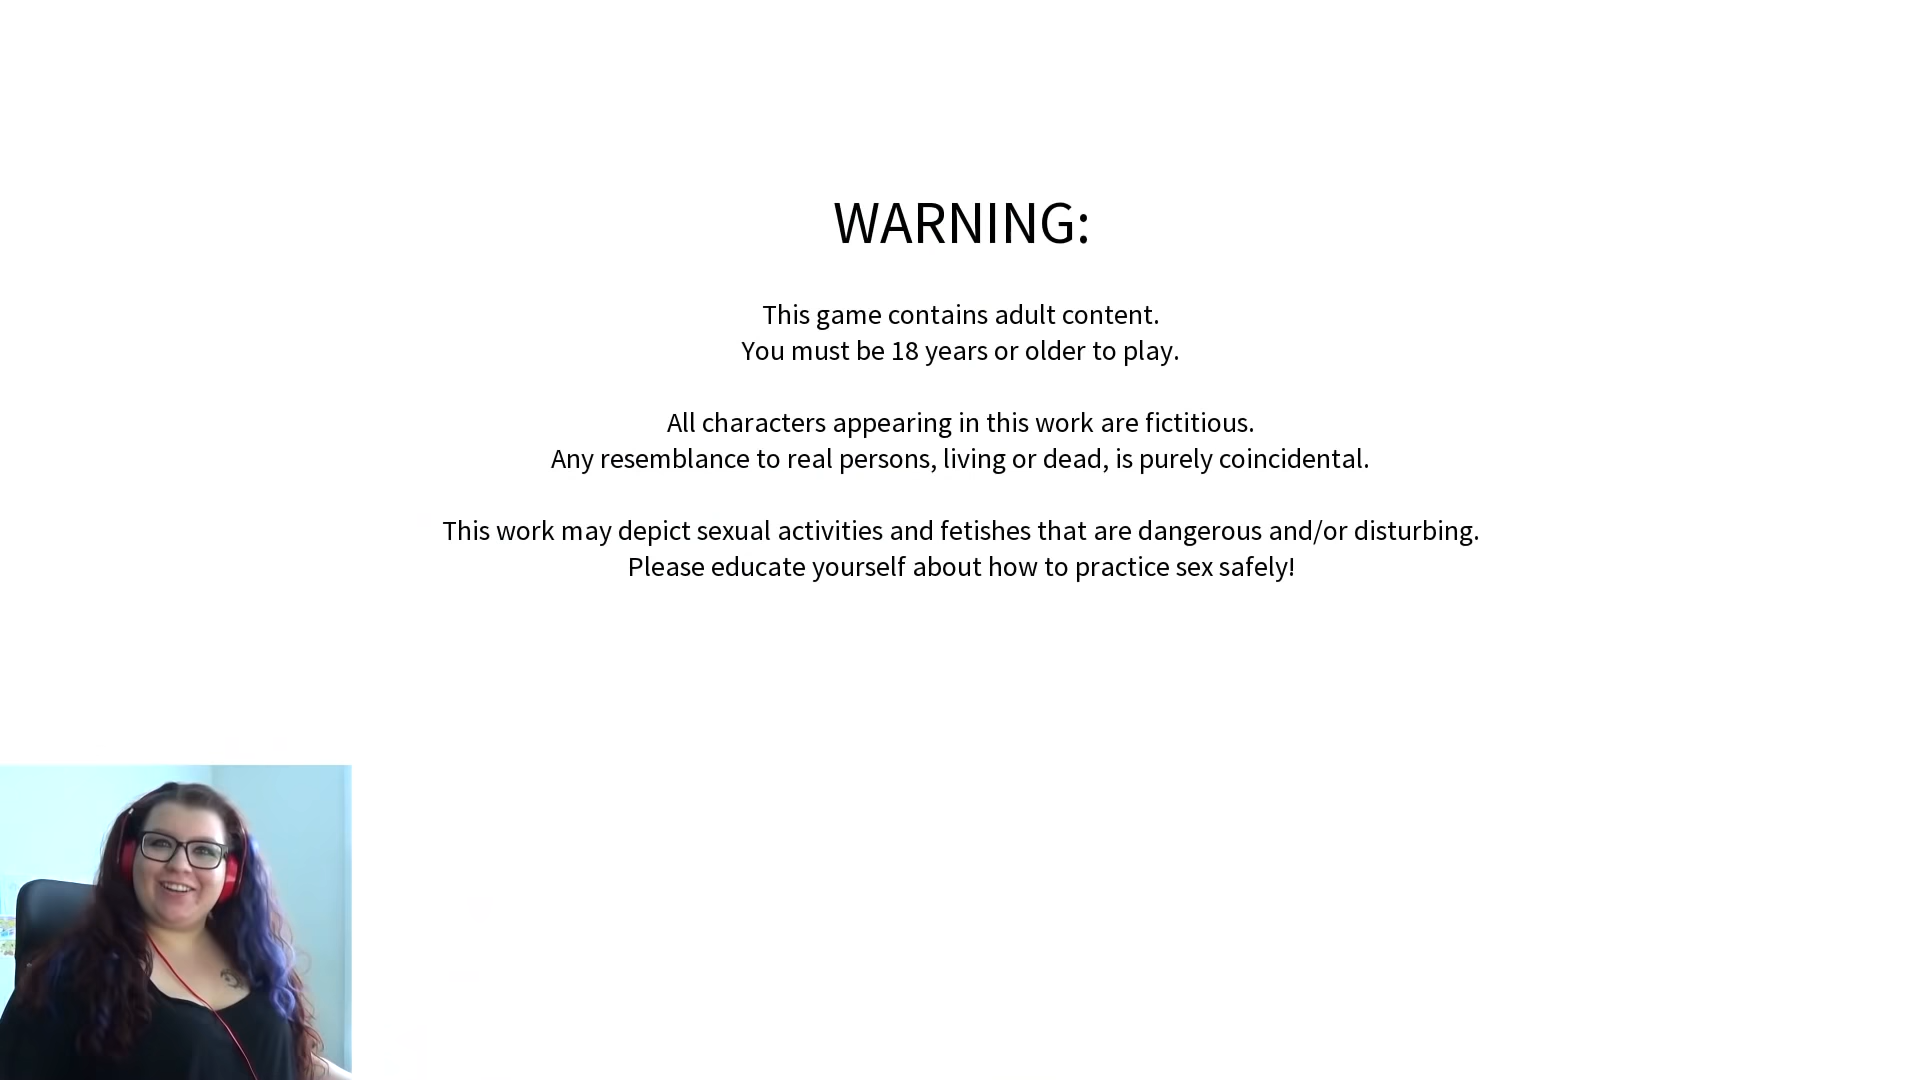 WARNING:
This game contains adult content.
You must be 18 years or older to play.
All characters appearing in this work are fictitious.
Any resemblance to real persons, living or dead, is purely coincidental.
This work may depict sexual activities and fetishes that are dangerous and/or disturbing.
Please educate yourself about how to practice sex safely!